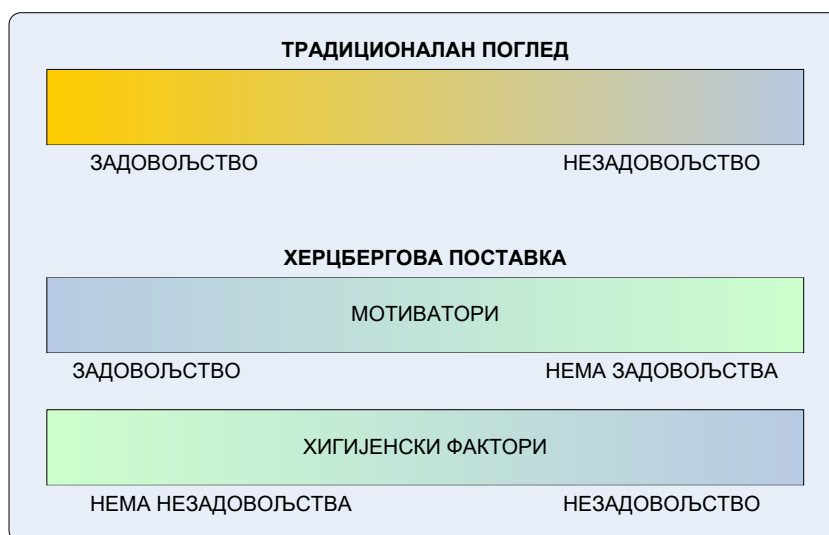 ТРАДИЦИОНАЛАН ПОГЛЕД
ЗАДОВОЉСТВО НЕЗАДОВОЉСТВО
ХЕРЦБЕРГОВА ПОСТАВКА
МОТИВАТОРИ
ЗАДОВОЉСТВО НЕМА ЗАДОВОЉСТВА
ХИГИЈЕНСКИ ФАКТОРИ
НЕМА НЕЗАДОВОЉСТВА НЕЗАДОВОЉСТВО